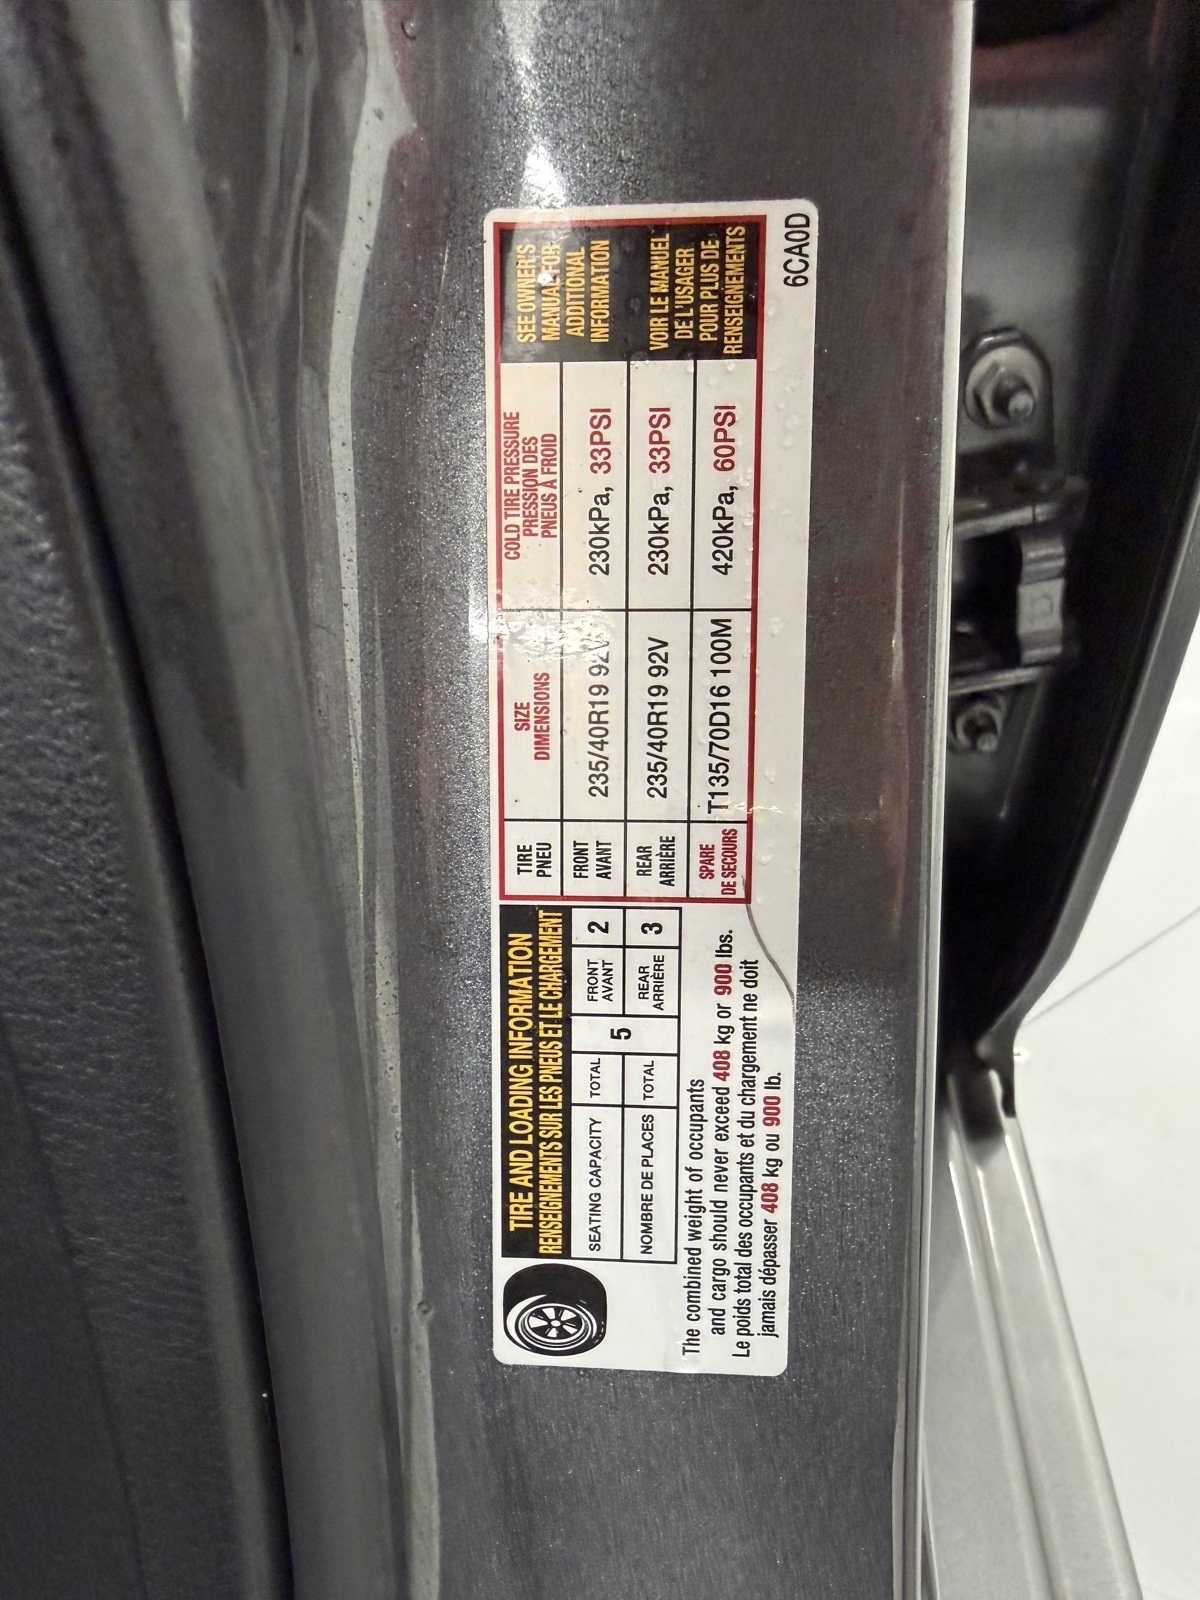 TIRE AND LOADING INFORMATION
RENSEIGNEMENTS SUR LES PNEUS ET LE CHARGEMENT
SEATING CAPACITY TOTAL 5 FRONT AVANT 2
NOMBRE DE PLACES TOTAL REAR ARRIÈRE 3
The combined weight of occupants
and cargo should never exceed 408 kg or 900 lbs.
Le poids total des occupants et du chargement ne doit
jamais dépasser 408 kg ou 900 lb.
TIRE PNEU
SIZE DIMENSIONS
COLD TIRE PRESSURE
PRESSION DES
PNEUS À FROID
FRONT AVANT 235/40R19 92V 230kPa, 33PSI
REAR ARRIÈRE 235/40R19 92V 230kPa, 33PSI
SPARE DE SECOURS T135/70D16 100M 420kPa, 60PSI
SEE OWNER'S
MANUAL FOR
ADDITIONAL
INFORMATION
VOIR LE MANUEL
DE L'USAGER
POUR PLUS DE
RENSEIGNEMENTS
6CA0D